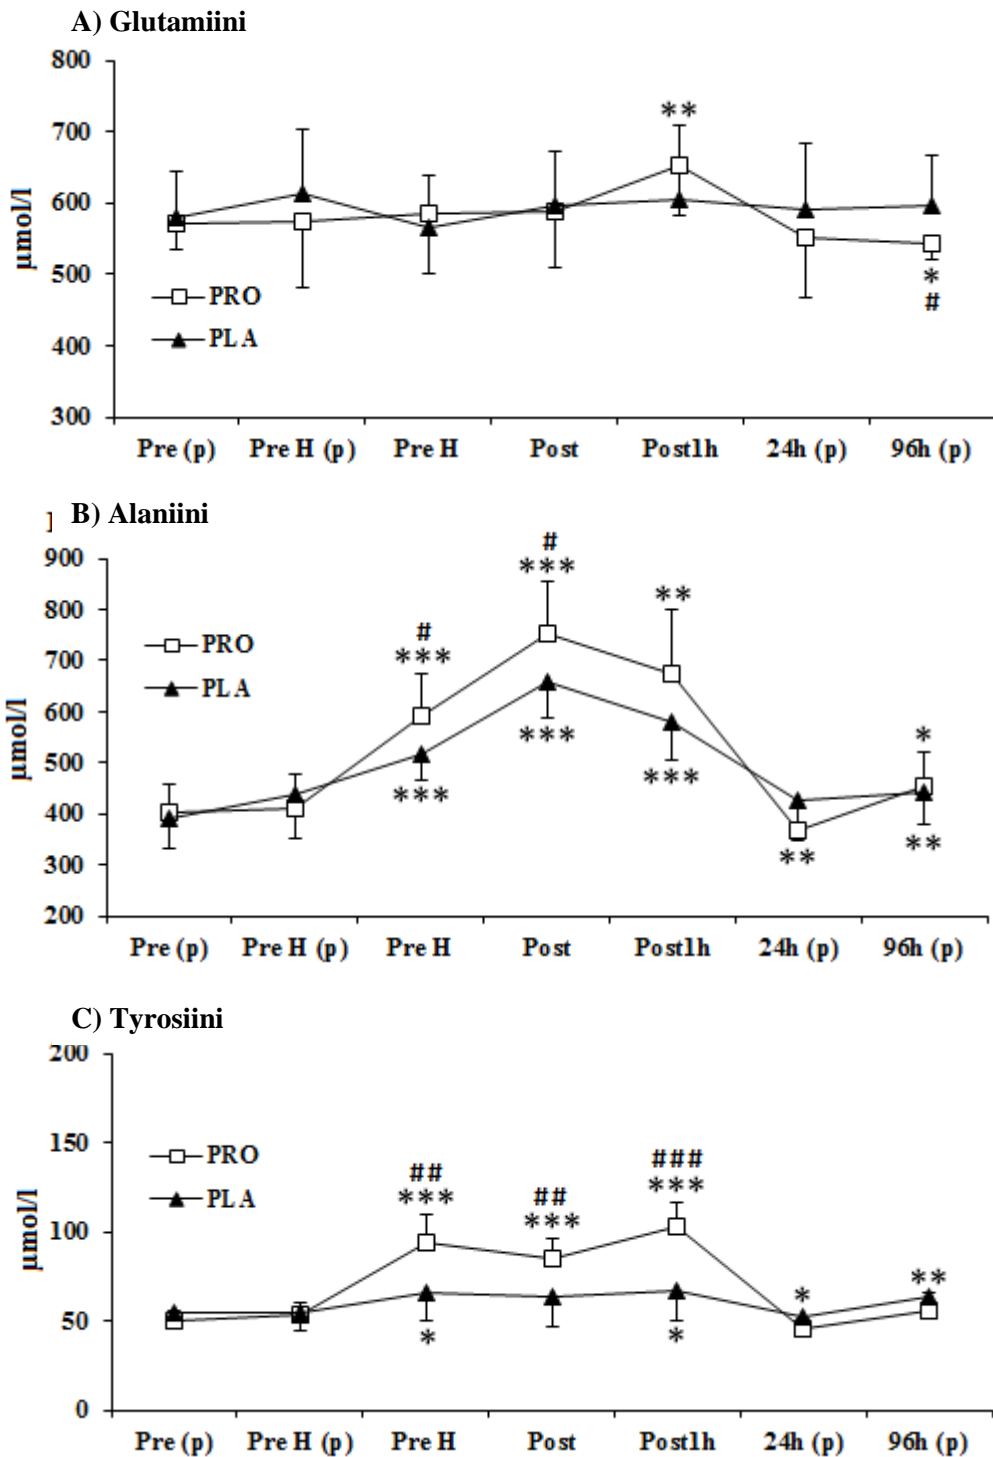 A) Glutamiini
800
**
700
600
µmol/l
500
*
PRO
#
PLA
400
300
Pre (p) Pre H (p) Pre H Post Post1h 24h (p) 96h (p)
B) Alaniini
900
#
***
800
**
700
#
***
PRO
PLA
600
µmol/l
***
*
500
***
***
400
**
**
300
200
Pre (p) Pre H (p) Pre H Post Post1h 24h (p) 96h (p)
C) Tyrosiini
200
150
PRO
##
***
##
***
###
***
PLA
µmol/l
100
*
**
50
*
*
0
Pre (p) Pre H (p) Pre H Post Post1h 24h (p) 96h (p)